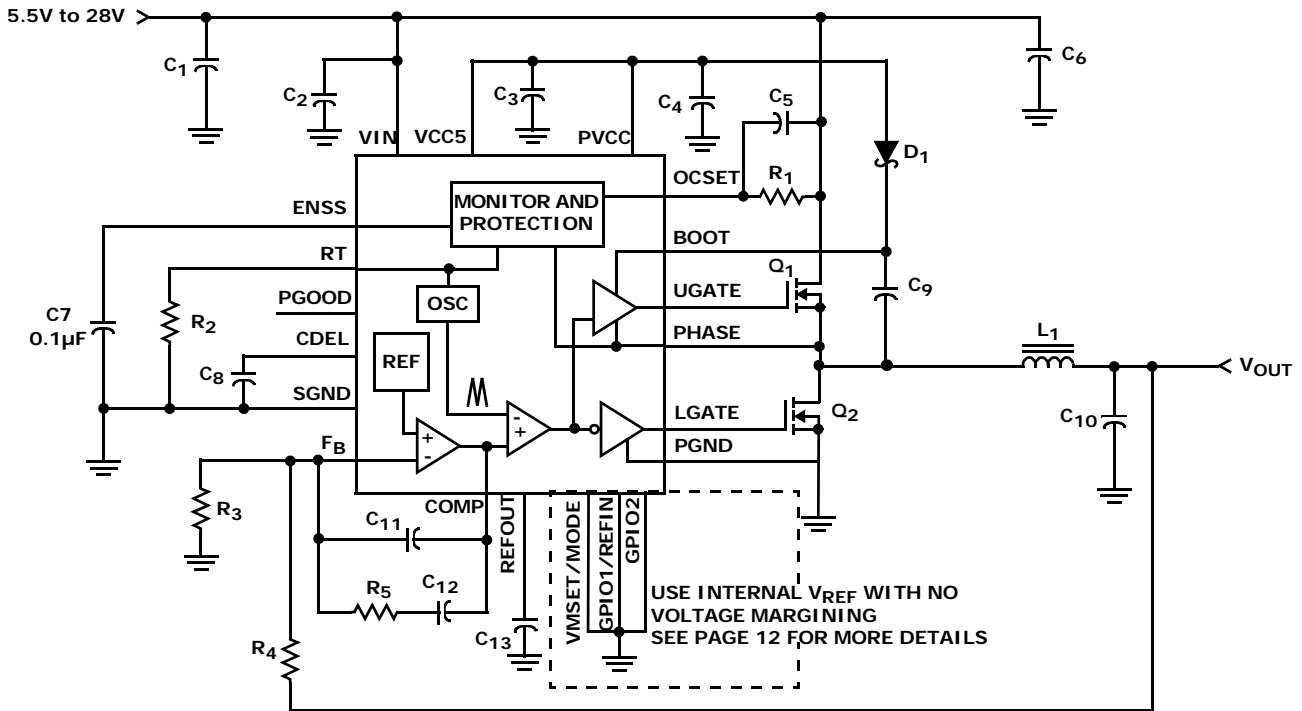 5.5V to 28V
C1
C2
C3
C4
C5
C6
VIN
VCC5
PVCC
D1
OCSET
R1
MONITOR AND
PROTECTION
ENSS
BOOT
RT
Q1
C9
UGATE
OSC
PGOOD
C7
0.1µF
R2
CDEL
PHASE
REF
L1
VOUT
C8
SGND
LGATE
Q2
C10
+
-
-
+
FB
PGND
COMP
REFOUT
VMSET/MODE
GPIO1/REFIN
GPIO2
R3
C11
R5
C12
C13
R4
USE INTERNAL VREF WITH NO
VOLTAGE MARGINING
SEE PAGE 12 FOR MORE DETAILS